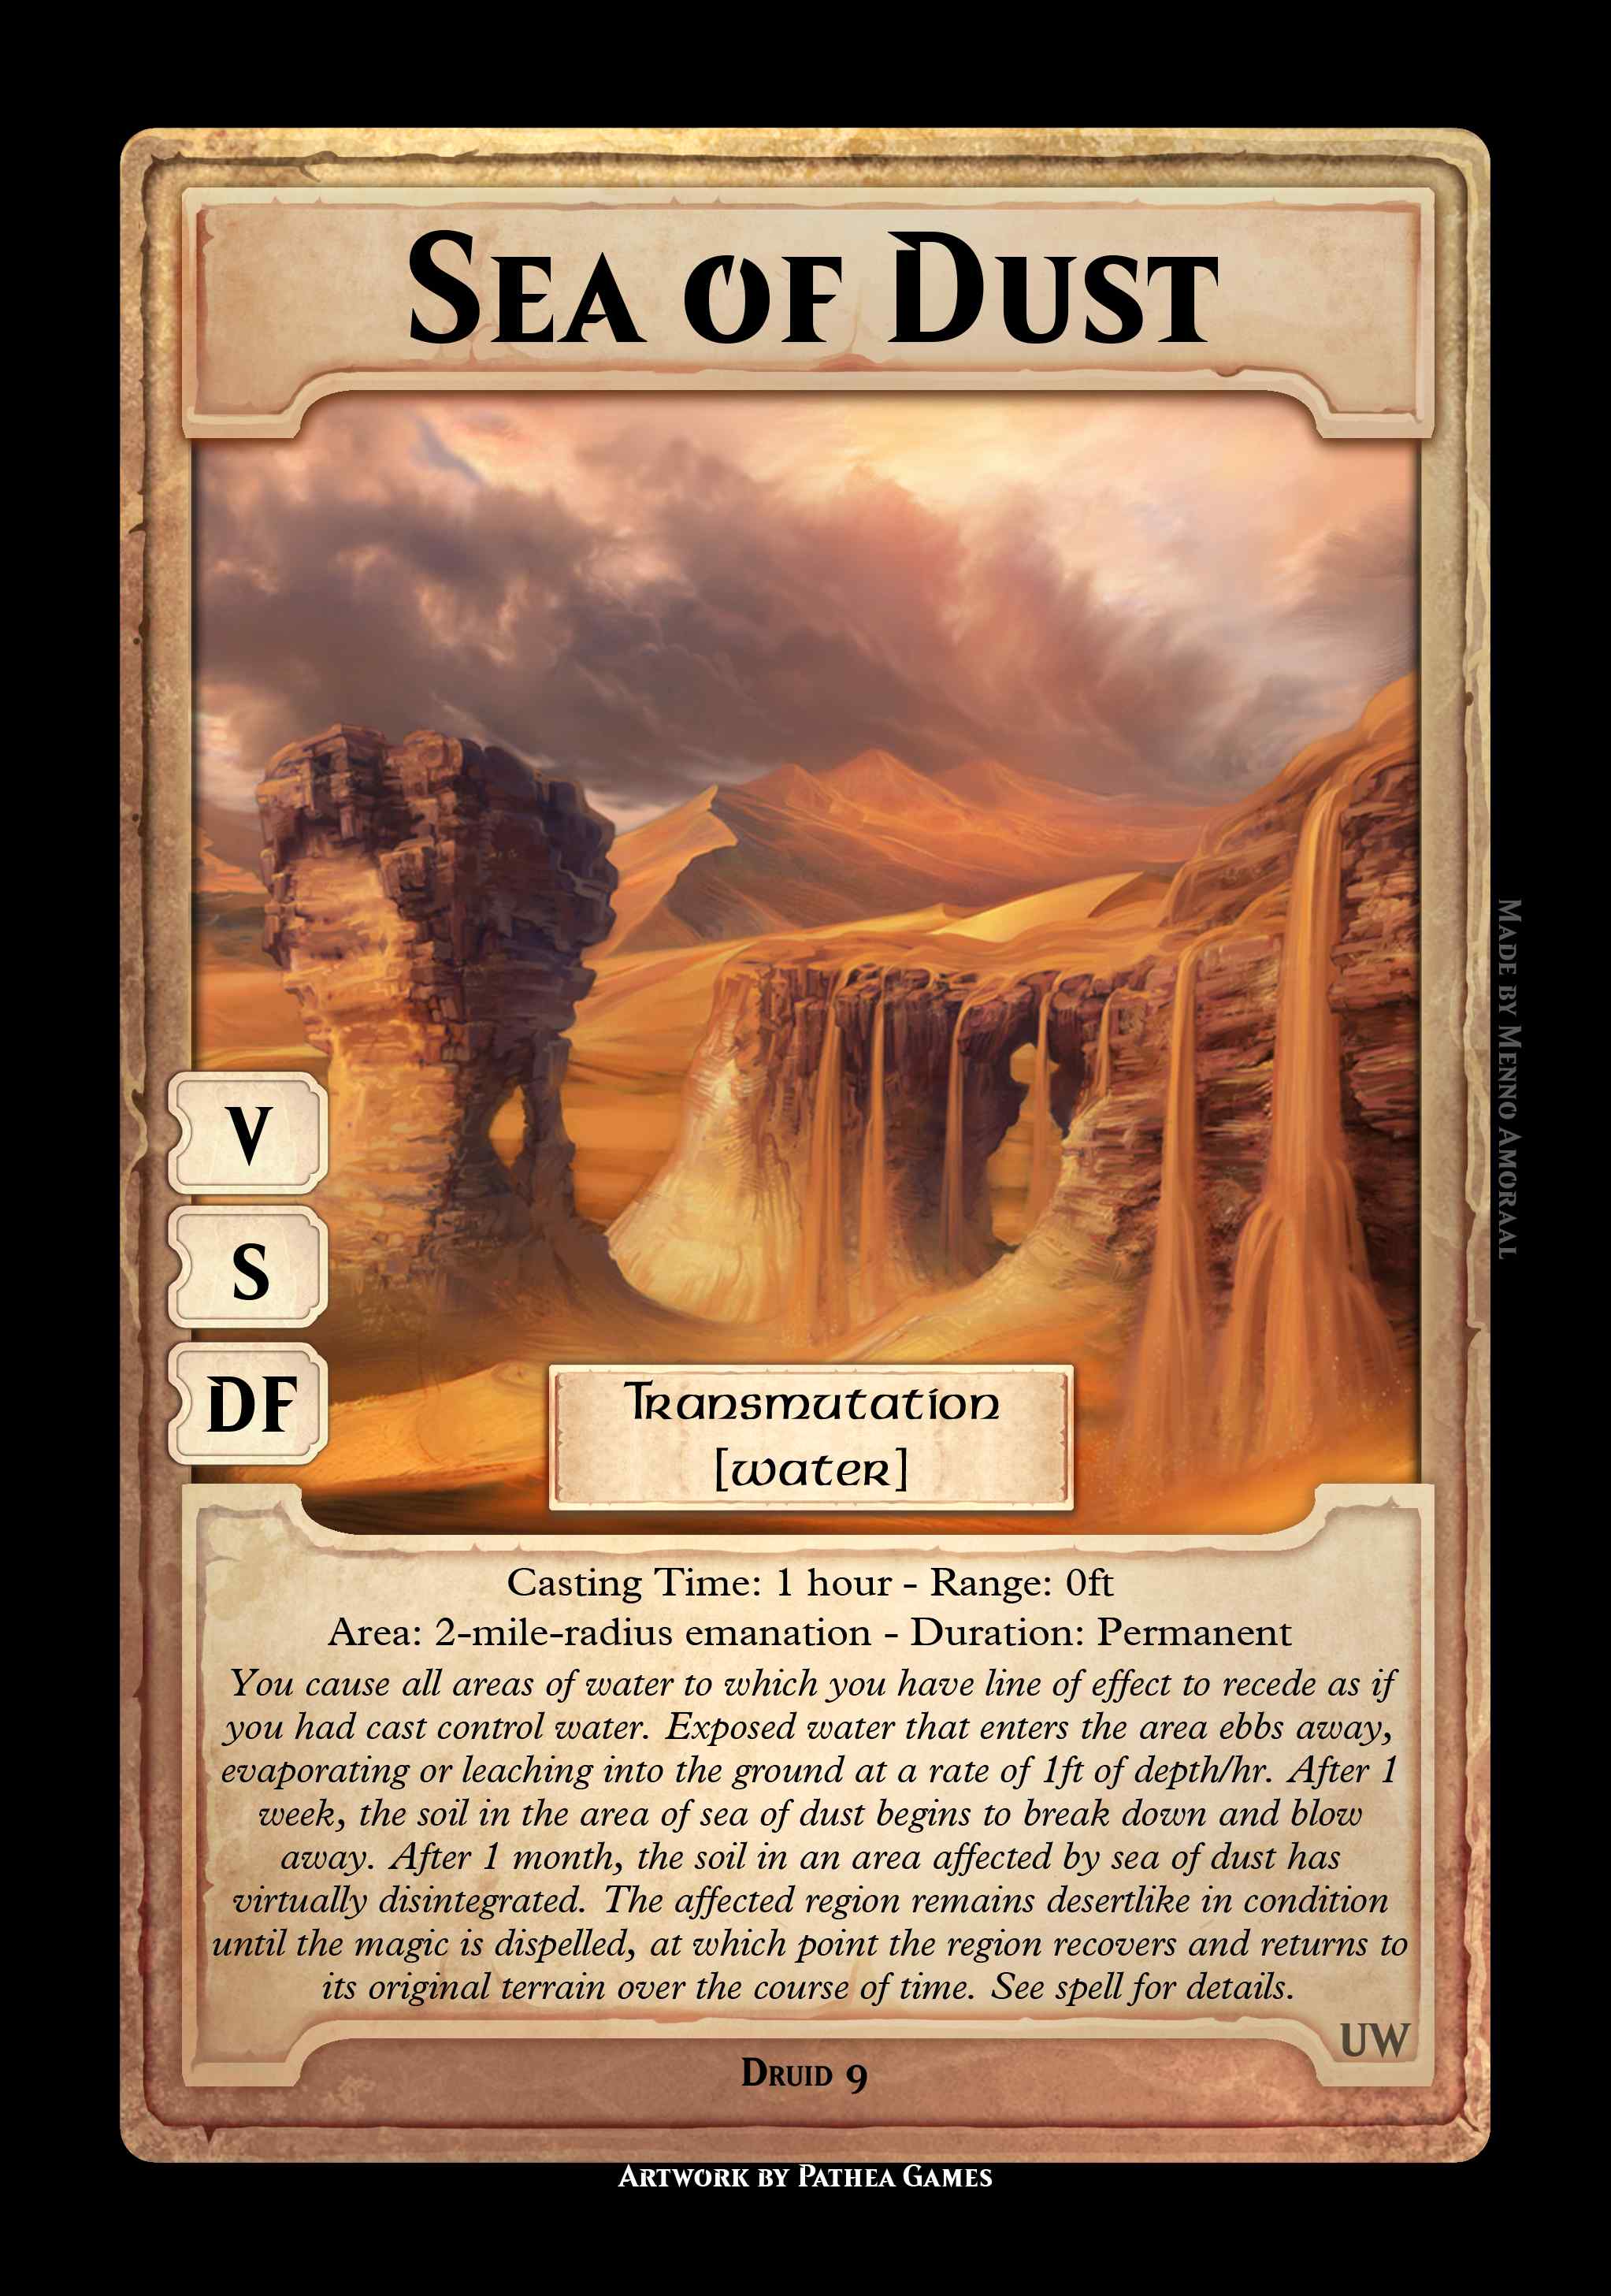 Sea of Dust
V
S
DF
Transmutation
[water]
Casting Time: 1 hour - Range: 0ft
Area: 2-mile-radius emanation - Duration: Permanent
You cause all areas of water to which you have line of effect to recede as if
you had cast control water. Exposed water that enters the area ebbs away,
evaporating or leaching into the ground at a rate of 1ft of depth/hr. After 1
week, the soil in the area of sea of dust begins to break down and blow
away. After 1 month, the soil in an area affected by sea of dust has
virtually disintegrated. The affected region remains desertlike in condition
until the magic is dispelled, at which point the region recovers and returns to
its original terrain over the course of time. See spell for details.
UW
Druid 9
Artwork by Pathea Games
Made by Menno Amoraal